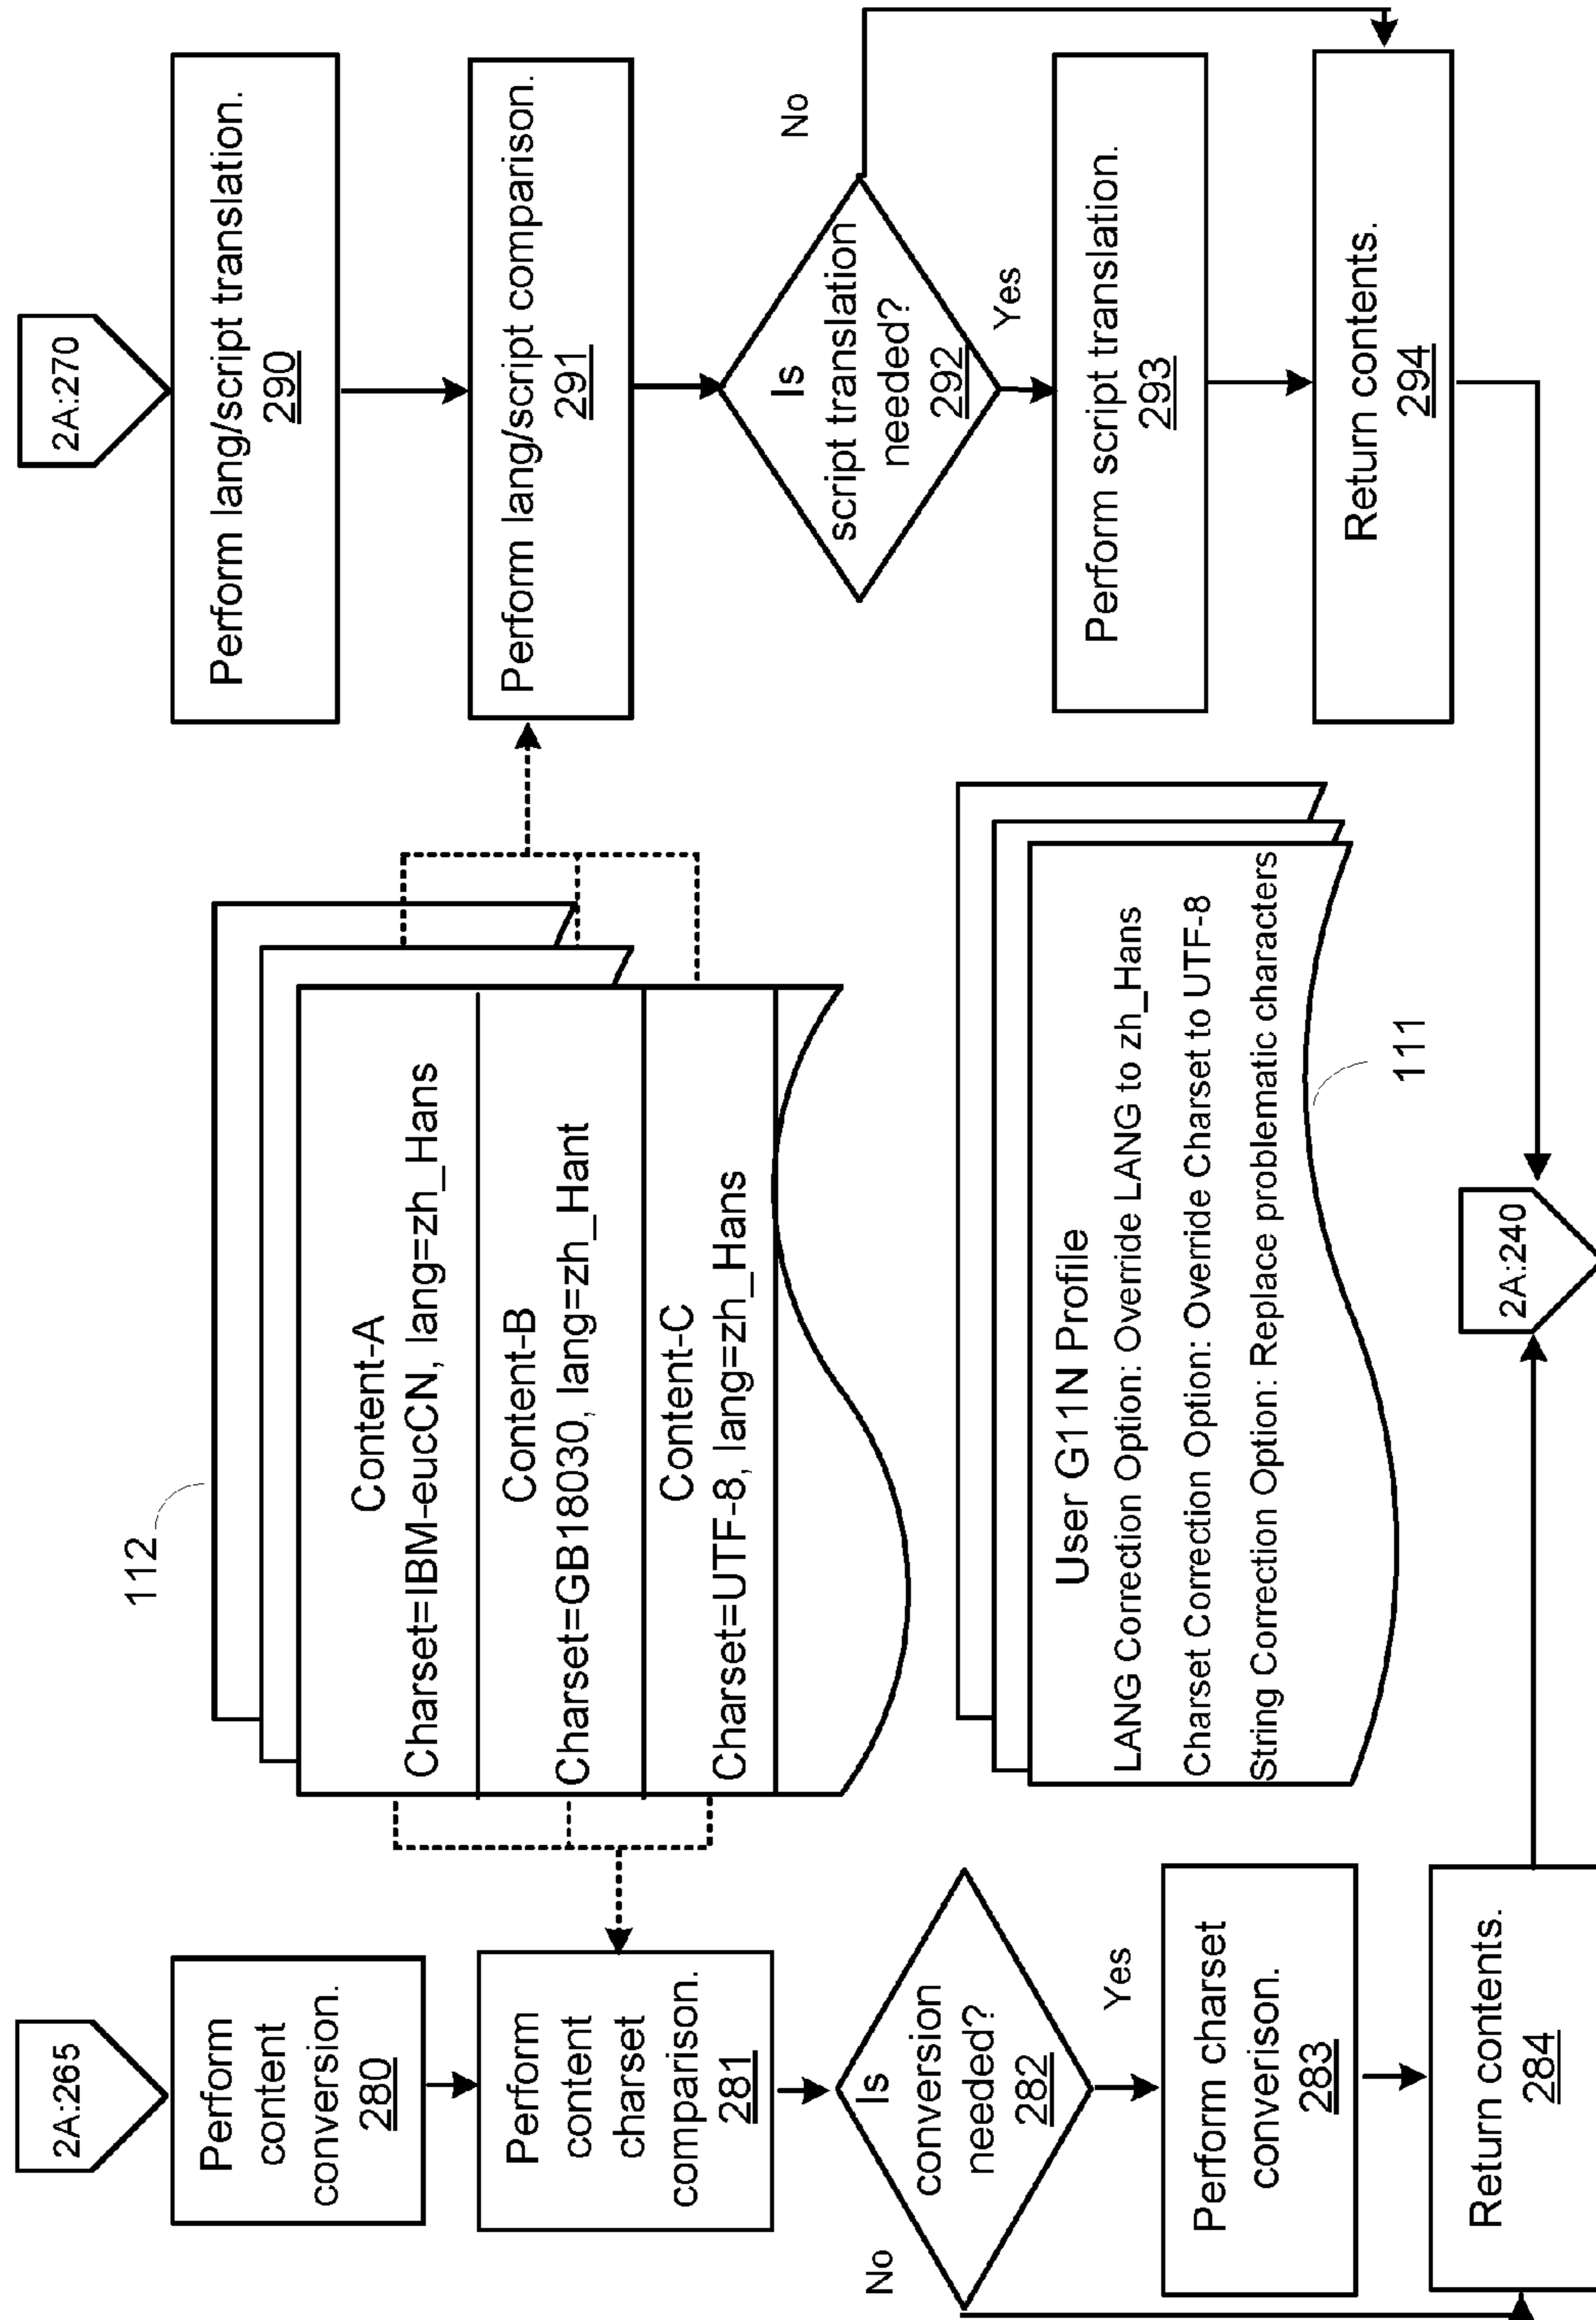 2A:265
Perform
content
conversion.
280
Perform
content
charset
comparison.
281
Is
conversion
needed?
282
No
Yes
Perform charset
converison.
283
Return contents.
284
112
Content-A
Charset=IBM-eucCN, lang=zh_Hans
Content-B
Charset=GB18030, lang=zh_Hant
Content-C
Charset=UTF-8, lang=zh_Hans
User G11N Profile
LANG Correction Option: Override LANG to zh_Hans
Charset Correction Option: Override Charset to UTF-8
String Correction Option: Replace problematic characters
111
2A:240
2A:270
Perform lang/script translation.
290
Perform lang/script comparison.
291
Is
script translation
needed?
292
No
Yes
Perform script translation.
293
Return contents.
294